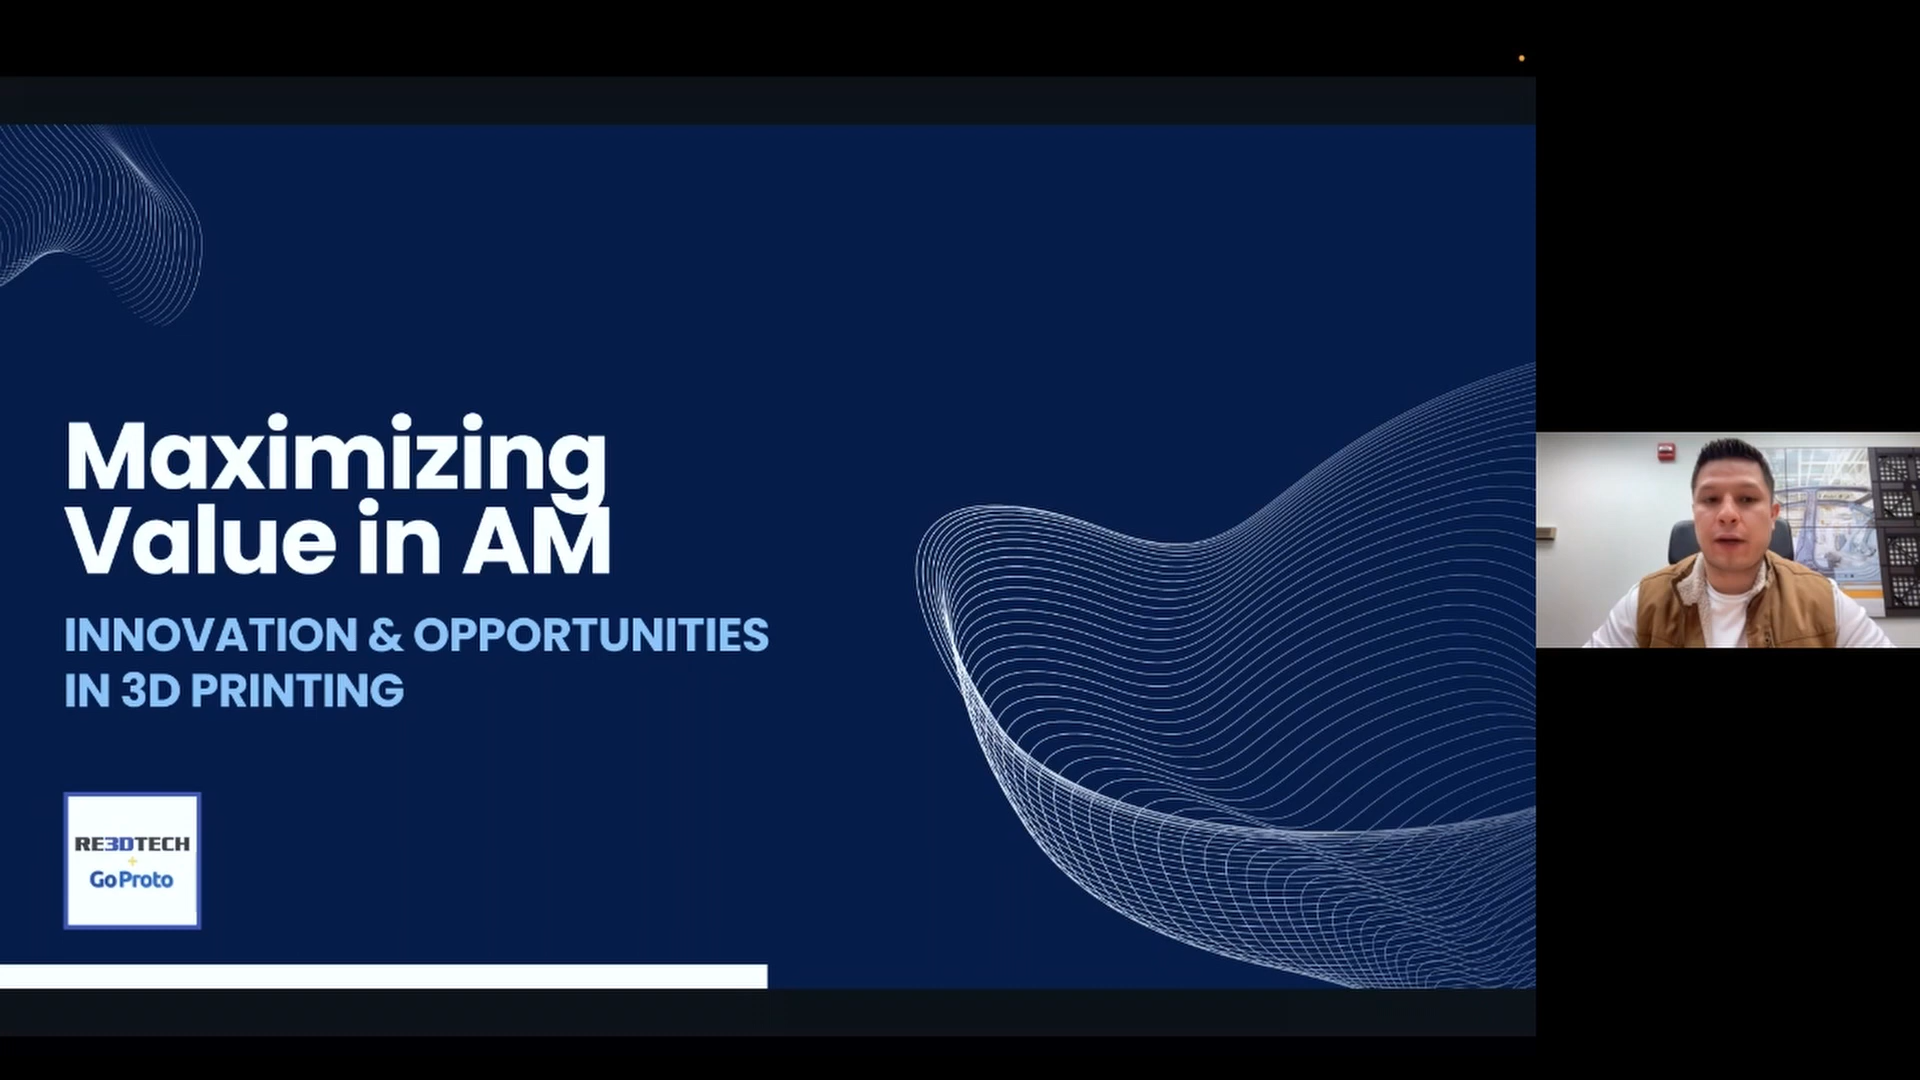 Maximizing
Value in AM
INNOVATION & OPPORTUNITIES
IN 3D PRINTING
RE3DTECH
+
GoProto